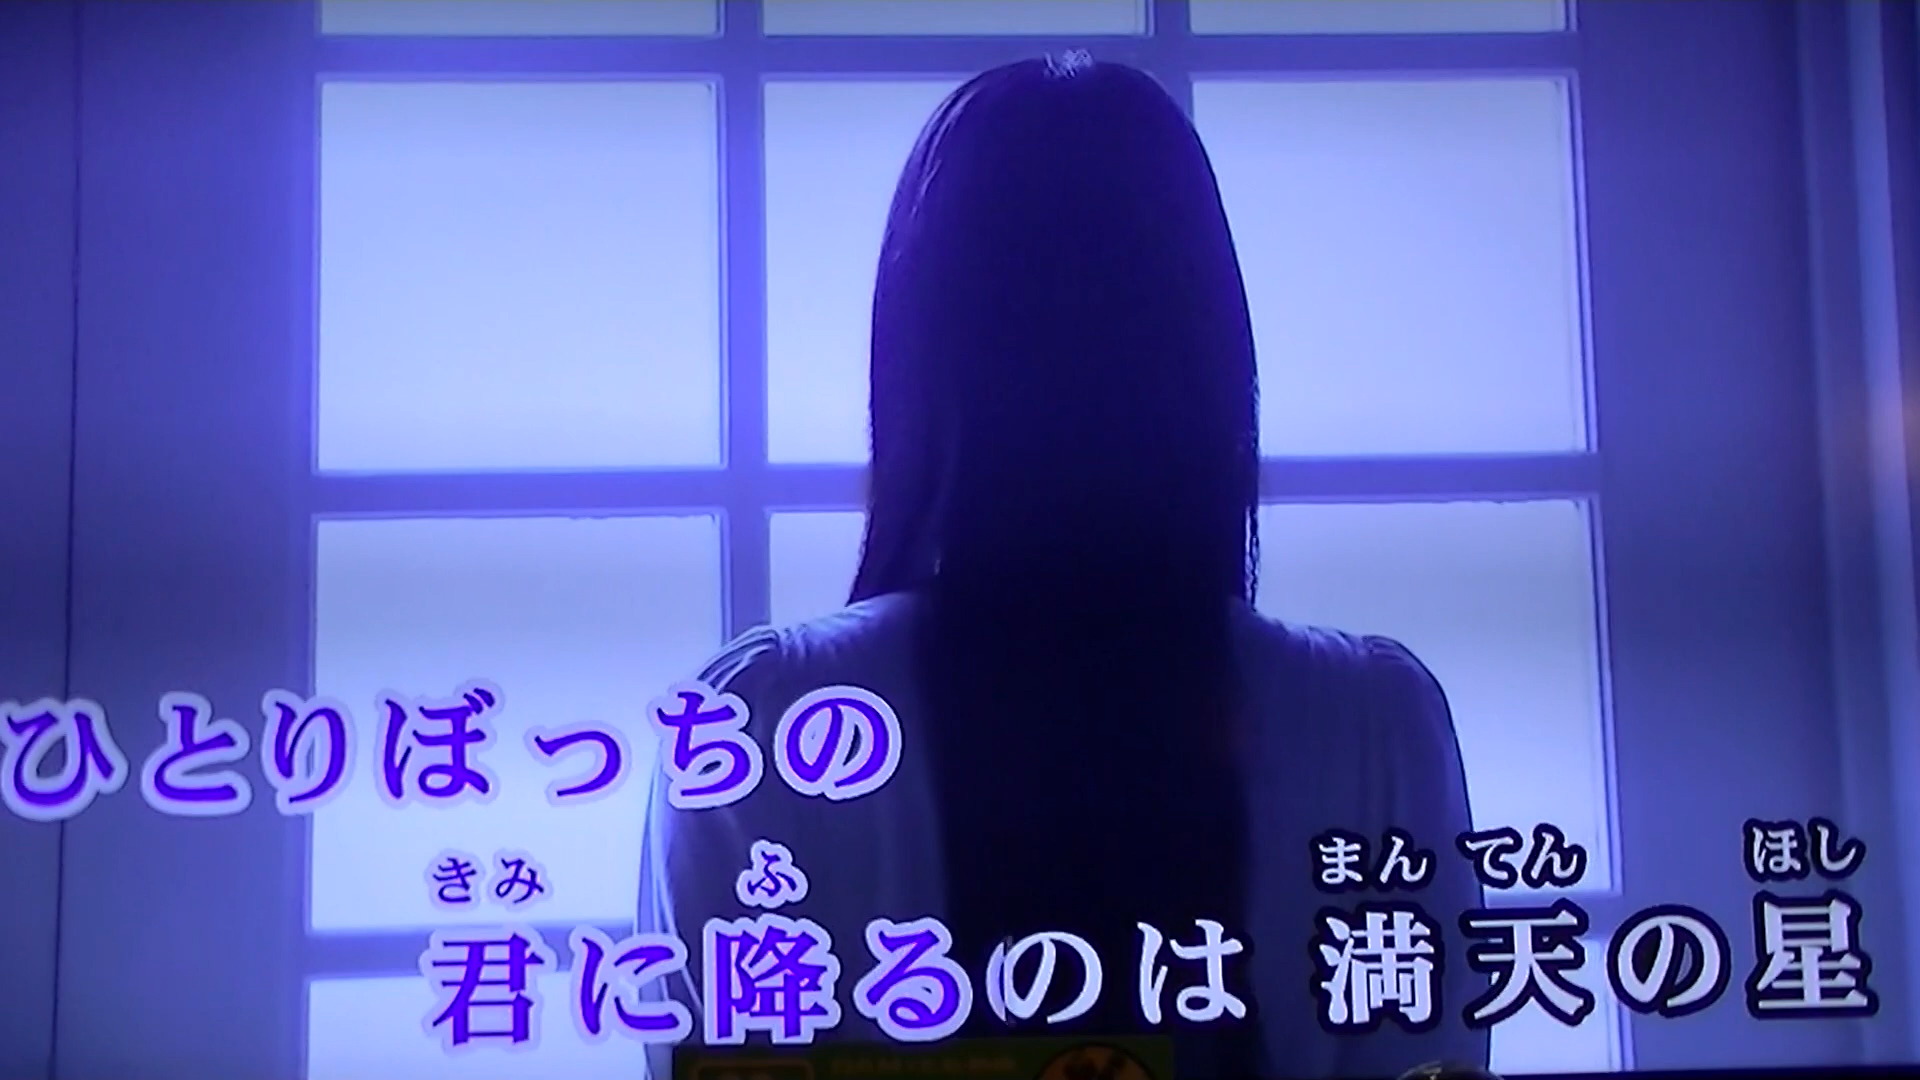 ひとりぼっちの
きみ ふ まんてん ほし
君に降るのは 満天の星